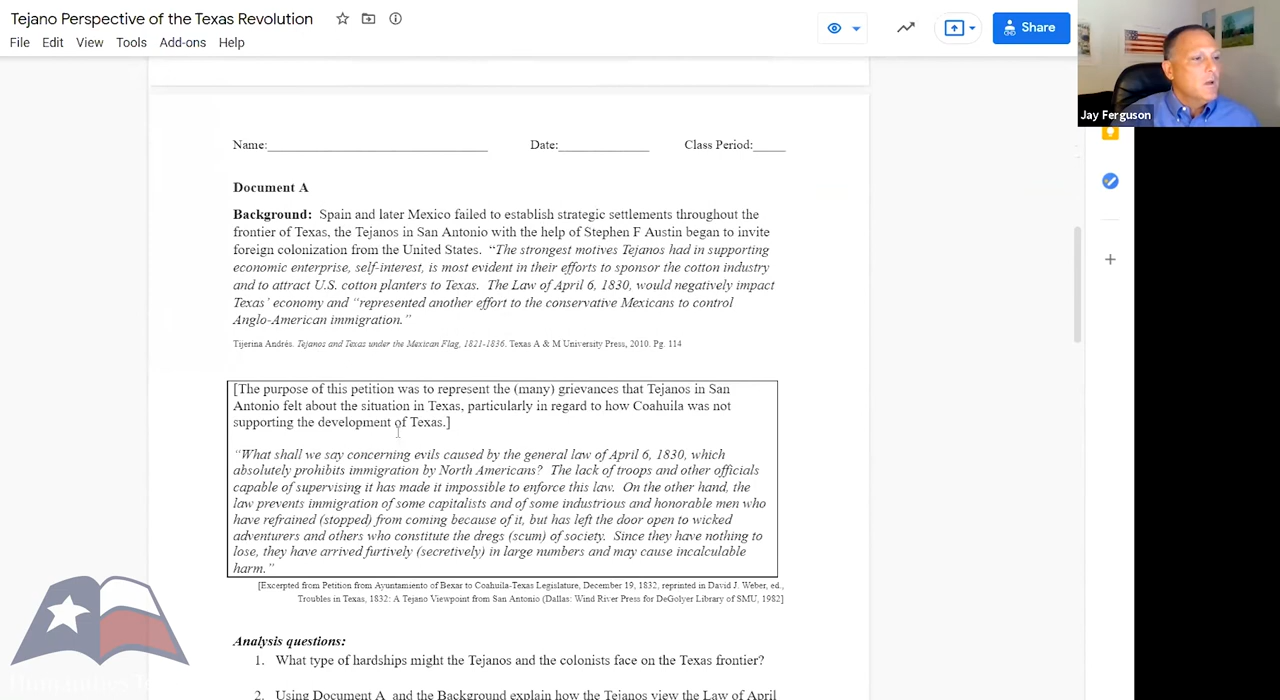 Tejano Perspective of the Texas Revolution
File Edit View Tools Add-ons Help
Share
Jay Ferguson
Name: Date: Class Period:
Document A
Background: Spain and later Mexico failed to establish strategic settlements throughout the
frontier of Texas, the Tejanos in San Antonio with the help of Stephen F Austin began to invite
foreign colonization from the United States. “The strongest motives Tejanos had in supporting
economic enterprise, self-interest, is most evident in their efforts to sponsor the cotton industry
and to attract U.S. cotton planters to Texas. The Law of April 6, 1830, would negatively impact
Texas’ economy and “represented another effort to the conservative Mexicans to control
Anglo-American immigration.”
Tijerina Andrés. Tejanos and Texas under the Mexican Flag, 1821-1836. Texas A & M University Press, 2010. Pg. 114
[The purpose of this petition was to represent the (many) grievances that Tejanos in San
Antonio felt about the situation in Texas, particularly in regard to how Coahuila was not
supporting the development of Texas.]
“What shall we say concerning evils caused by the general law of April 6, 1830, which
absolutely prohibits immigration by North Americans? The lack of troops and other officials
capable of supervising it has made it impossible to enforce this law. On the other hand, the
law prevents immigration of some capitalists and of some industrious and honorable men who
have refrained (stopped) from coming because of it, but has left the door open to wicked
adventurers and others who constitute the dregs (scum) of society. Since they have nothing to
lose, they have arrived furtively (secretively) in large numbers and may cause incalculable
harm.”
[Excerpted from Petition from Ayuntamiento of Bexar to Coahuila-Texas Legislature, December 19, 1832, reprinted in David J. Weber, ed.,
Troubles in Texas, 1832: A Tejano Viewpoint from San Antonio (Dallas: Wind River Press for DeGolyer Library of SMU, 1982]
Analysis questions:
1. What type of hardships might the Tejanos and the colonists face on the Texas frontier?
2. Using Document A and the Background explain how the Tejanos view the Law of April